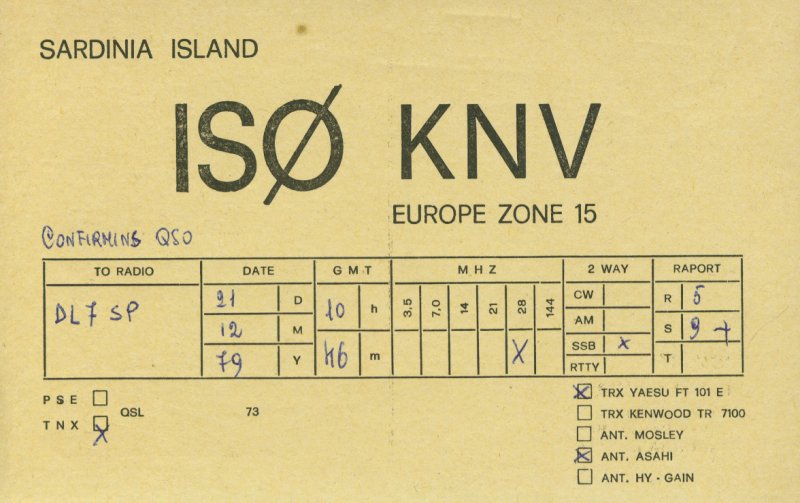 SARDINIA ISLAND
ISØ KNV
EUROPE ZONE 15
CONFIRMING QSO
TO RADIO DATE GMT MHZ 2 WAY RAPORT
DL7 SP
21 D
12 M
79 Y
10 h
46 m
3,5 7,0 14 21 28 144
X
CW
AM
SSB X
RTTY
R 5
S 9+
T
PSE
TNX X
QSL
73
X TRX YAESU FT 101 E
TRX KENWOOD TR 7100
ANT. MOSLEY
X ANT. ASAHI
ANT. HY - GAIN